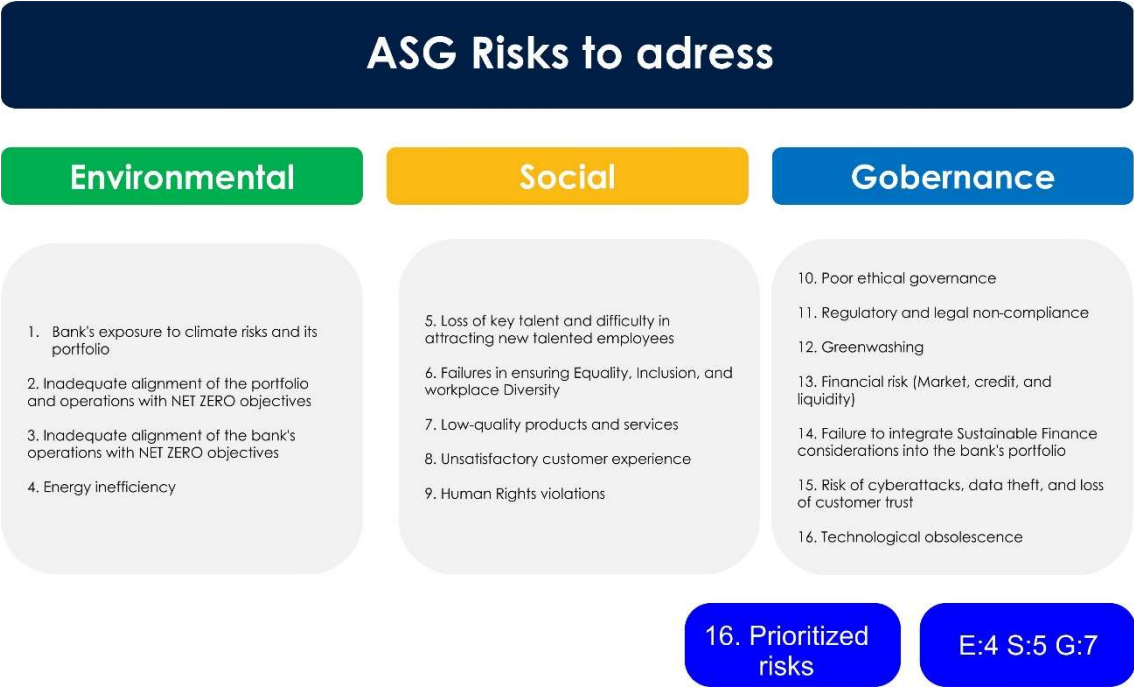 ASG Risks to adress
Environmental
Social
Gobernance
1. Bank's exposure to climate risks and its
portfolio
2. Inadequate alignment of the portfolio
and operations with NET ZERO objectives
3. Inadequate alignment of the bank's
operations with NET ZERO objectives
4. Energy inefficiency
5. Loss of key talent and difficulty in
attracting new talented employees
6. Failures in ensuring Equality, Inclusion, and
workplace Diversity
7. Low-quality products and services
8. Unsatisfactory customer experience
9. Human Rights violations
10. Poor ethical governance
11. Regulatory and legal non-compliance
12. Greenwashing
13. Financial risk (Market, credit, and
liquidity)
14. Failure to integrate Sustainable Finance
considerations into the bank's portfolio
15. Risk of cyberattacks, data theft, and loss
of customer trust
16. Technological obsolescence
16. Prioritized
risks
E:4 S:5 G:7